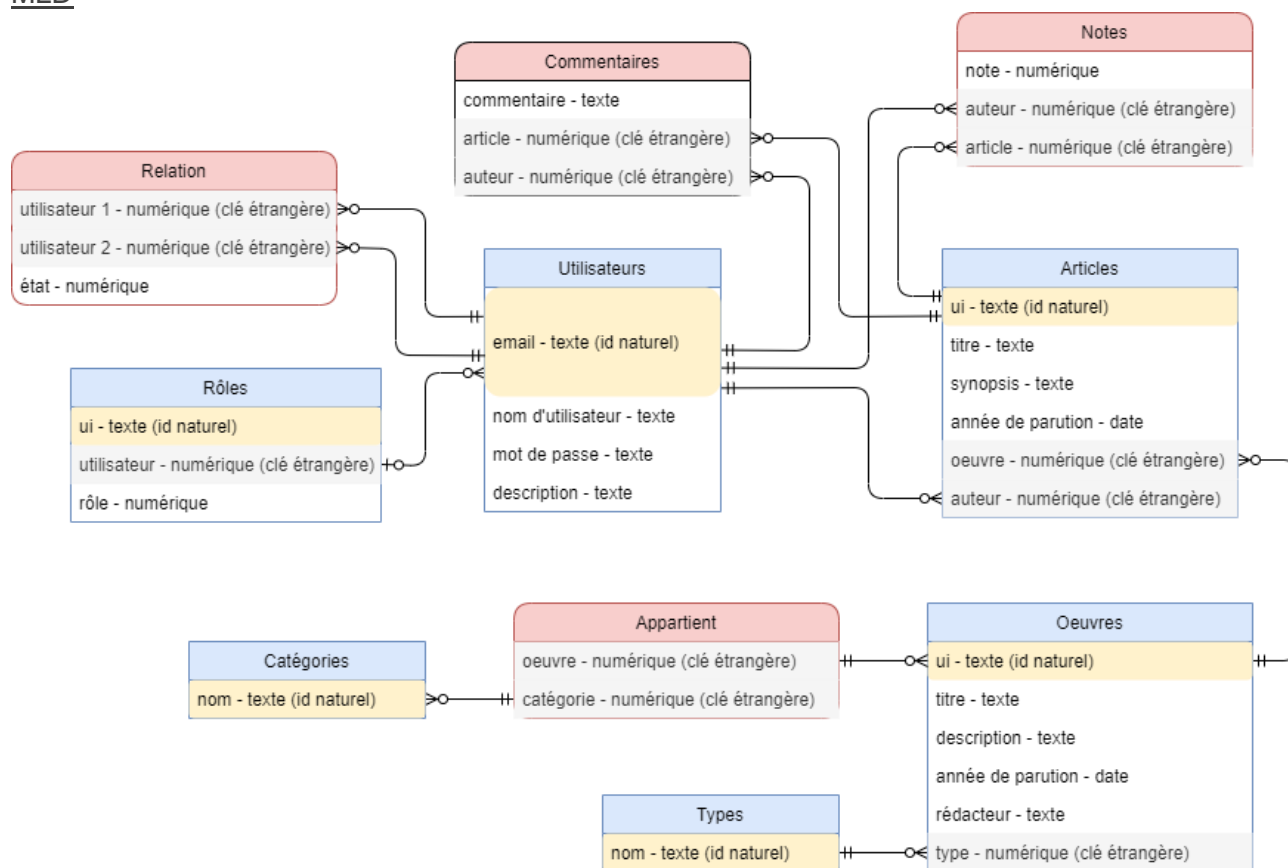 MLD
Notes
note - numérique
auteur - numérique (clé étrangère)
article - numérique (clé étrangère)
Commentaires
commentaire - texte
article - numérique (clé étrangère)
auteur - numérique (clé étrangère)
Relation
utilisateur 1 - numérique (clé étrangère)
utilisateur 2 - numérique (clé étrangère)
état - numérique
Utilisateurs
email - texte (id naturel)
nom d'utilisateur - texte
mot de passe - texte
description - texte
Articles
ui - texte (id naturel)
titre - texte
synopsis - texte
année de parution - date
oeuvre - numérique (clé étrangère)
auteur - numérique (clé étrangère)
Rôles
ui - texte (id naturel)
utilisateur - numérique (clé étrangère)
rôle - numérique
Appartient
oeuvre - numérique (clé étrangère)
catégorie - numérique (clé étrangère)
Oeuvres
ui - texte (id naturel)
titre - texte
description - texte
année de parution - date
rédacteur - texte
type - numérique (clé étrangère)
Catégories
nom - texte (id naturel)
Types
nom - texte (id naturel)